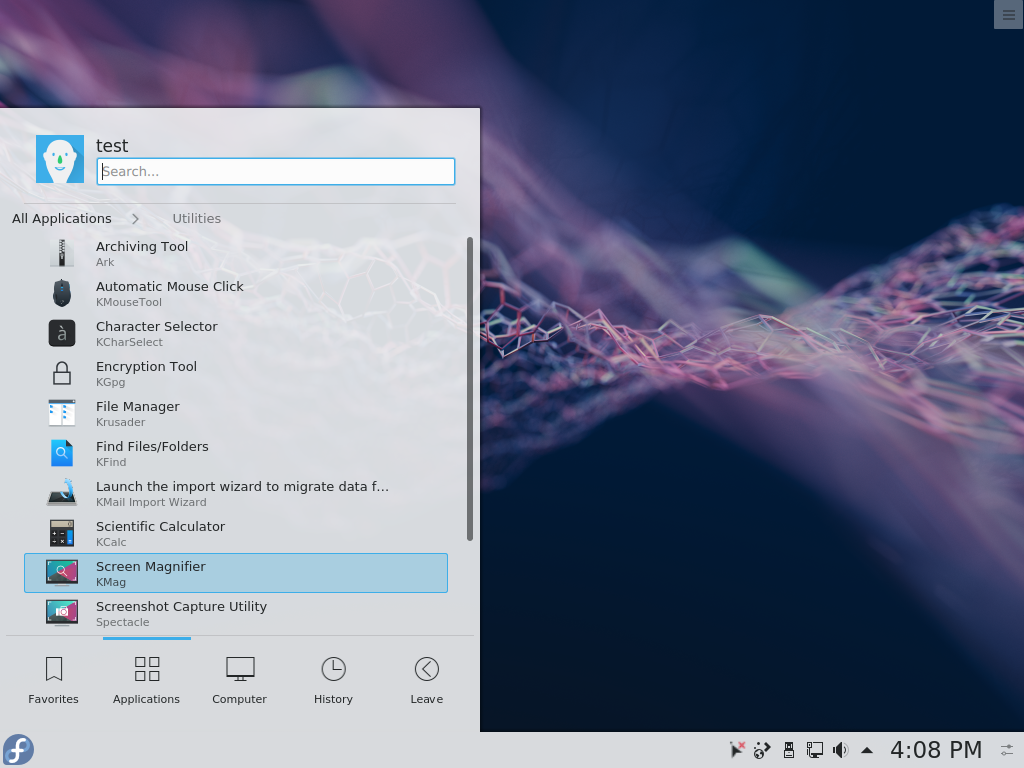 test
Search...
All Applications
Utilities
Archiving Tool
Ark
Automatic Mouse Click
KMouseTool
à
Character Selector
KCharSelect
Encryption Tool
KGpg
File Manager
Krusader
Find Files/Folders
KFind
Launch the import wizard to migrate data f...
KMail Import Wizard
Scientific Calculator
KCalc
Screen Magnifier
KMag
Screenshot Capture Utility
Spectacle
Favorites
Applications
Computer
History
Leave
4:08 PM